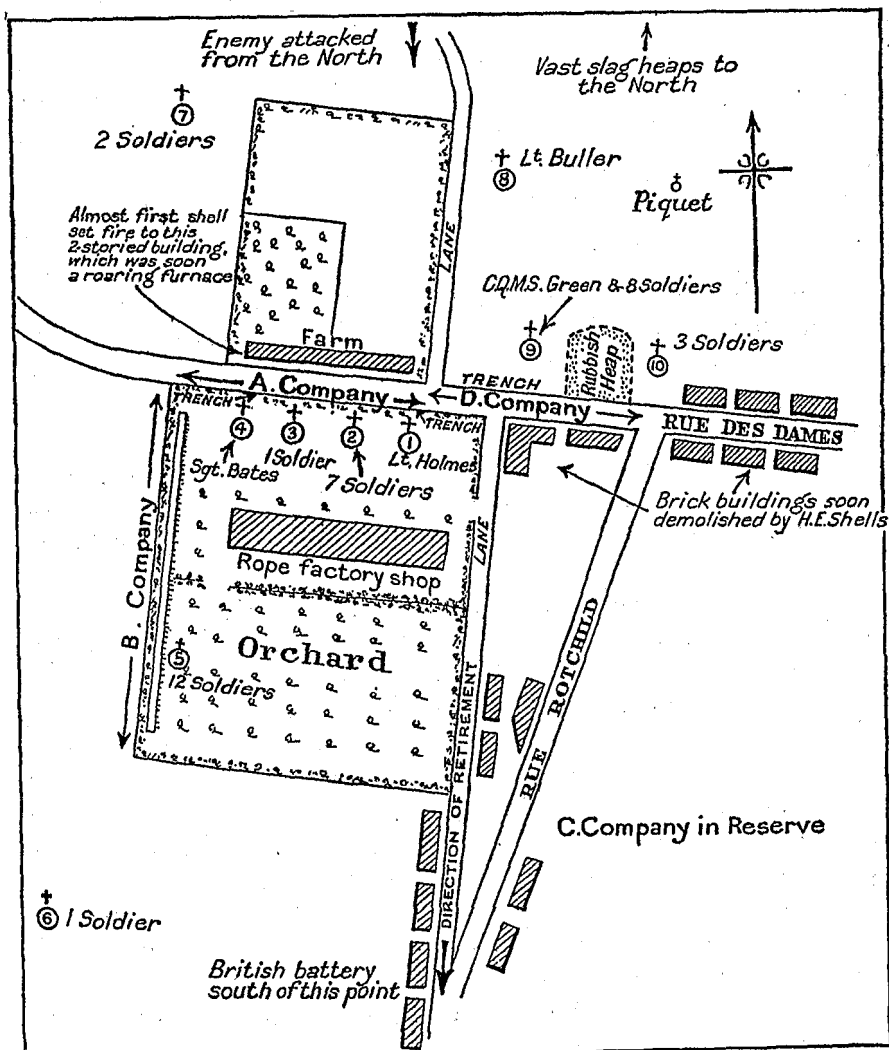 Enemy attacked
from the North
Vast slag heaps to
the North
7
2 Soldiers
8
Lt. Buller
Piquet
Almost first shell
set fire to this
2-storied building,
which was soon
a roaring furnace
LANE
C.Q.M.S. Green & 8 Soldiers
Farm
9
Rubbish
Heap
10
3 Soldiers
TRENCH
A. Company
D. Company
RUE DES DAMES
TRENCH
TRENCH
4
3
2
1
Sgt. Bates
1 Soldier
7 Soldiers
Lt. Holmes
Brick buildings soon
demolished by H.E. Shells
B. Company
Rope factory shop
LANE
Orchard
5
12 Soldiers
RUE ROTCHILD
DIRECTION OF RETIREMENT
C. Company in Reserve
6
1 Soldier
British battery
south of this point